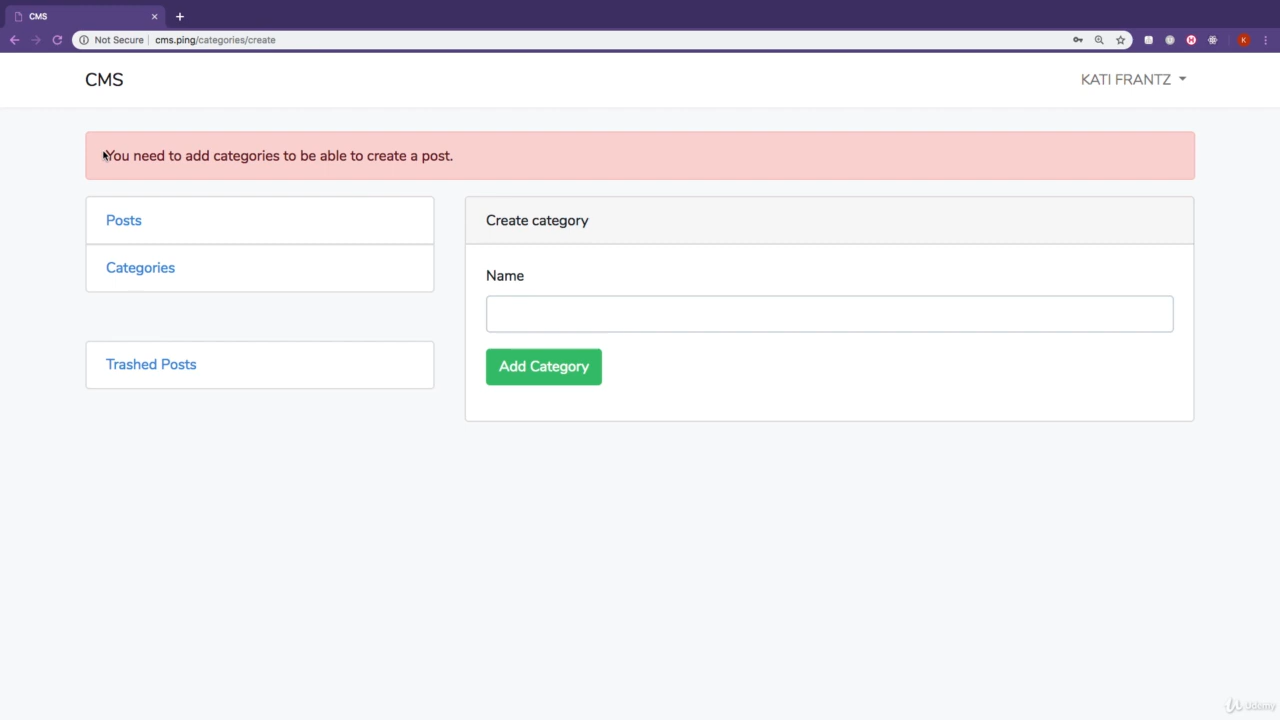 CMS
Not Secure
cms.ping/categories/create
K
CMS
KATI FRANTZ
You need to add categories to be able to create a post.
Posts
Categories
Trashed Posts
Create category
Name
Add Category
Udemy